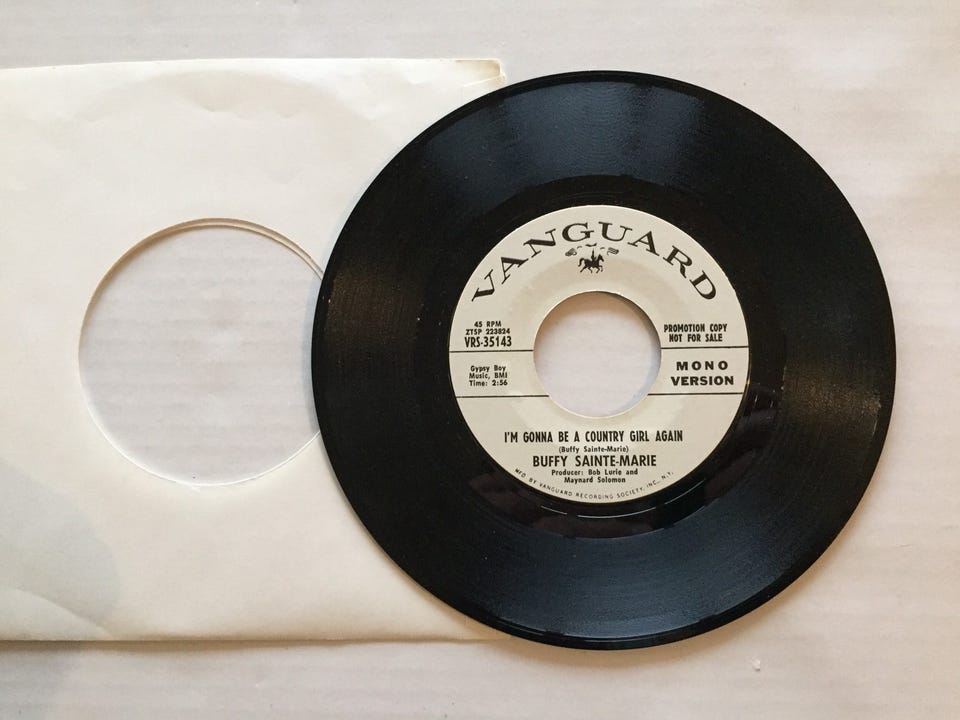 VANGUARD
45 RPM
ZTSP 223824
VRS-35143
PROMOTION COPY
NOT FOR SALE
Gypsy Boy
Music, BMI
Time: 2:56
MONO
VERSION
I'M GONNA BE A COUNTRY GIRL AGAIN
(Buffy Sainte-Marie)
BUFFY SAINTE-MARIE
Producer: Bob Lurie and
Maynard Solomon
MFD. BY VANGUARD RECORDING SOCIETY, INC., N.Y.